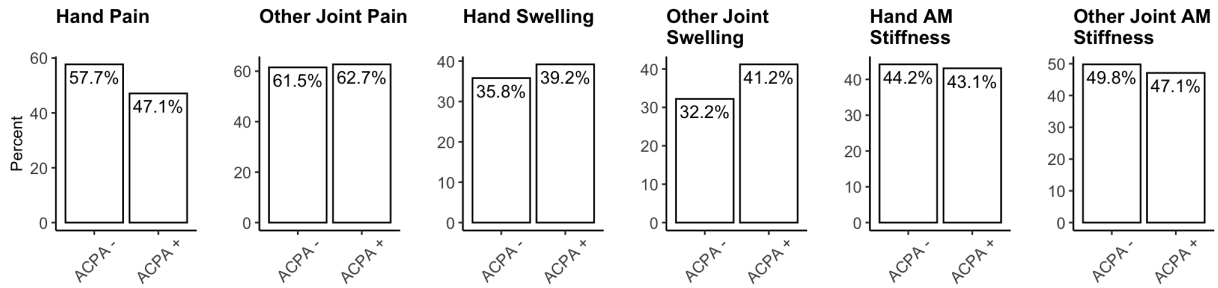 Hand Pain
Other Joint Pain
Hand Swelling
Other Joint
Swelling
Hand AM
Stiffness
Other Joint AM
Stiffness
Percent
60
40
20
0
57.7%
47.1%
ACPA -
ACPA +
60
40
20
0
61.5%
62.7%
ACPA -
ACPA +
40
30
20
10
0
35.8%
39.2%
ACPA -
ACPA +
40
30
20
10
0
32.2%
41.2%
ACPA -
ACPA +
40
30
20
10
0
44.2%
43.1%
ACPA -
ACPA +
50
40
30
20
10
0
49.8%
47.1%
ACPA -
ACPA +